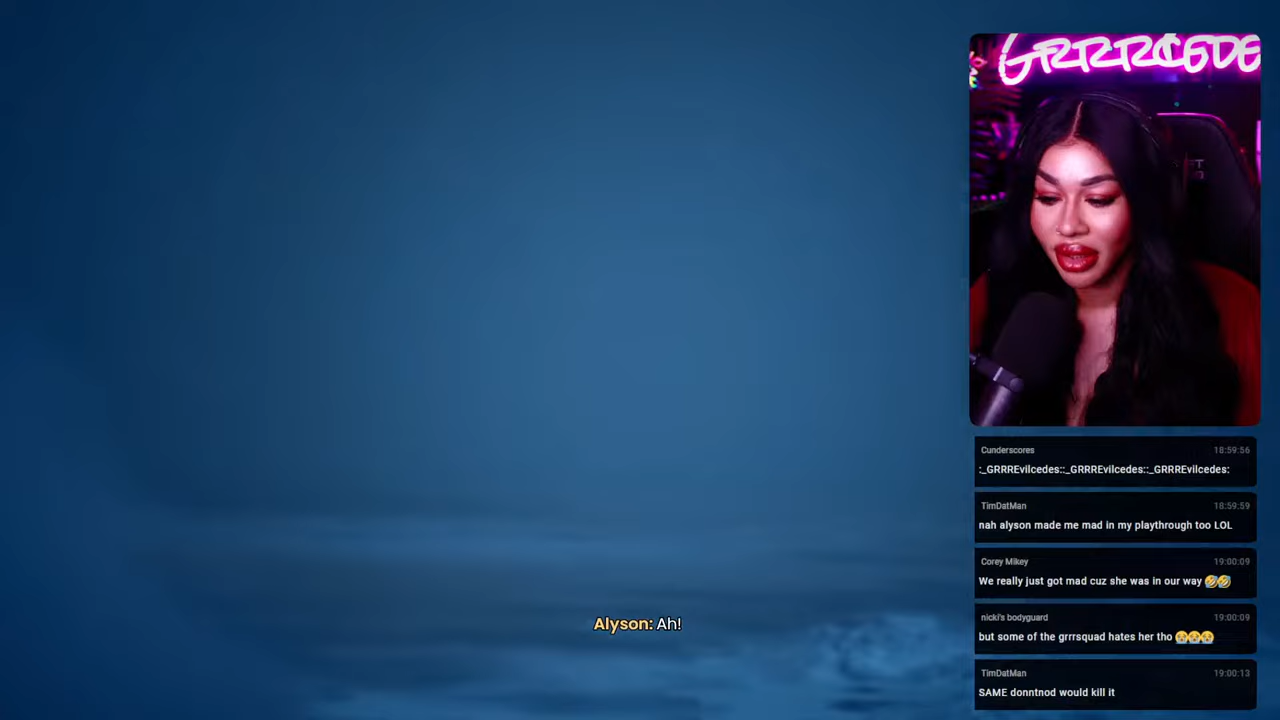 GRRRCEDE
Cunderscores 18:59:56
:_GRRREvilcedes::_GRRREvilcedes::_GRRREvilcedes:
TimDatMan 18:59:59
nah alyson made me mad in my playthrough too LOL
Corey Mikey 19:00:09
We really just got mad cuz she was in our way 🤣🤣
nicki's bodyguard 19:00:09
but some of the grrrsquad hates her tho 😭😭😭
Alyson: Ah!
TimDatMan 19:00:13
SAME donntnod would kill it